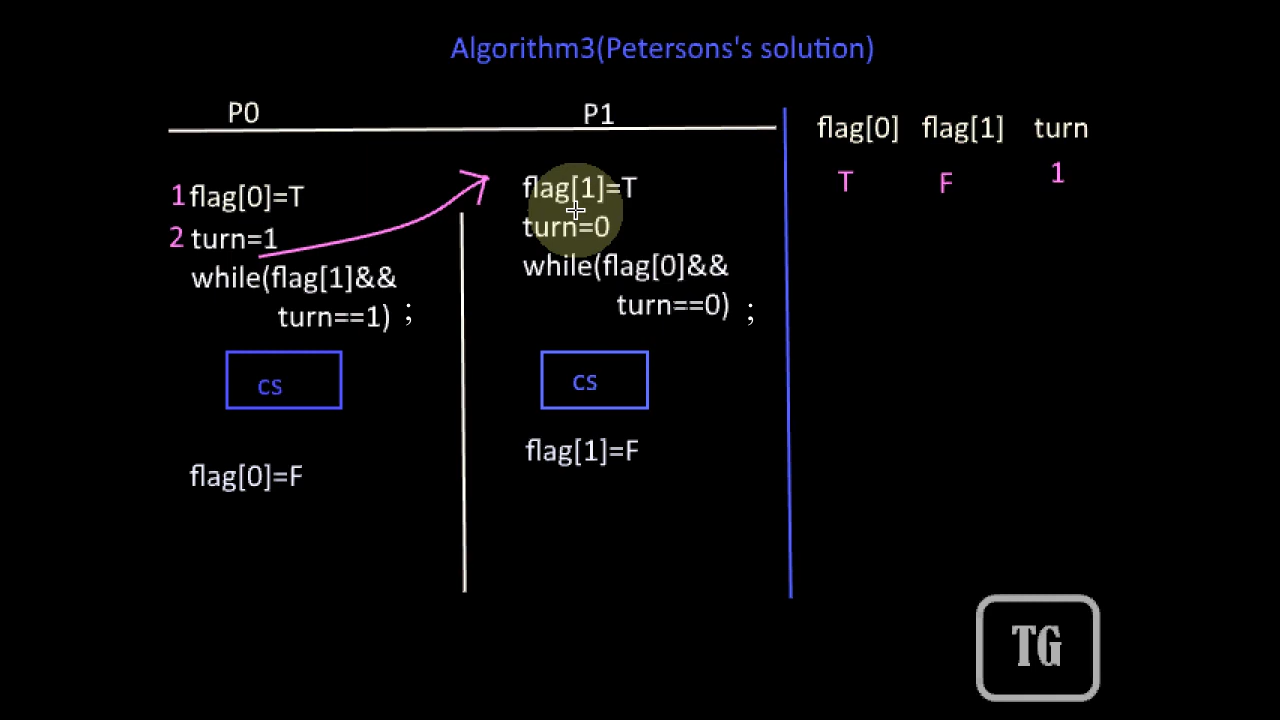 Algorithm3(Petersons's solution)
P0
1 flag[0]=T
2 turn=1
while(flag[1]&&
turn==1) ;
cs
flag[0]=F
P1
flag[1]=T
turn=0
while(flag[0]&&
turn==0) ;
cs
flag[1]=F
flag[0] flag[1] turn
T F 1
TG